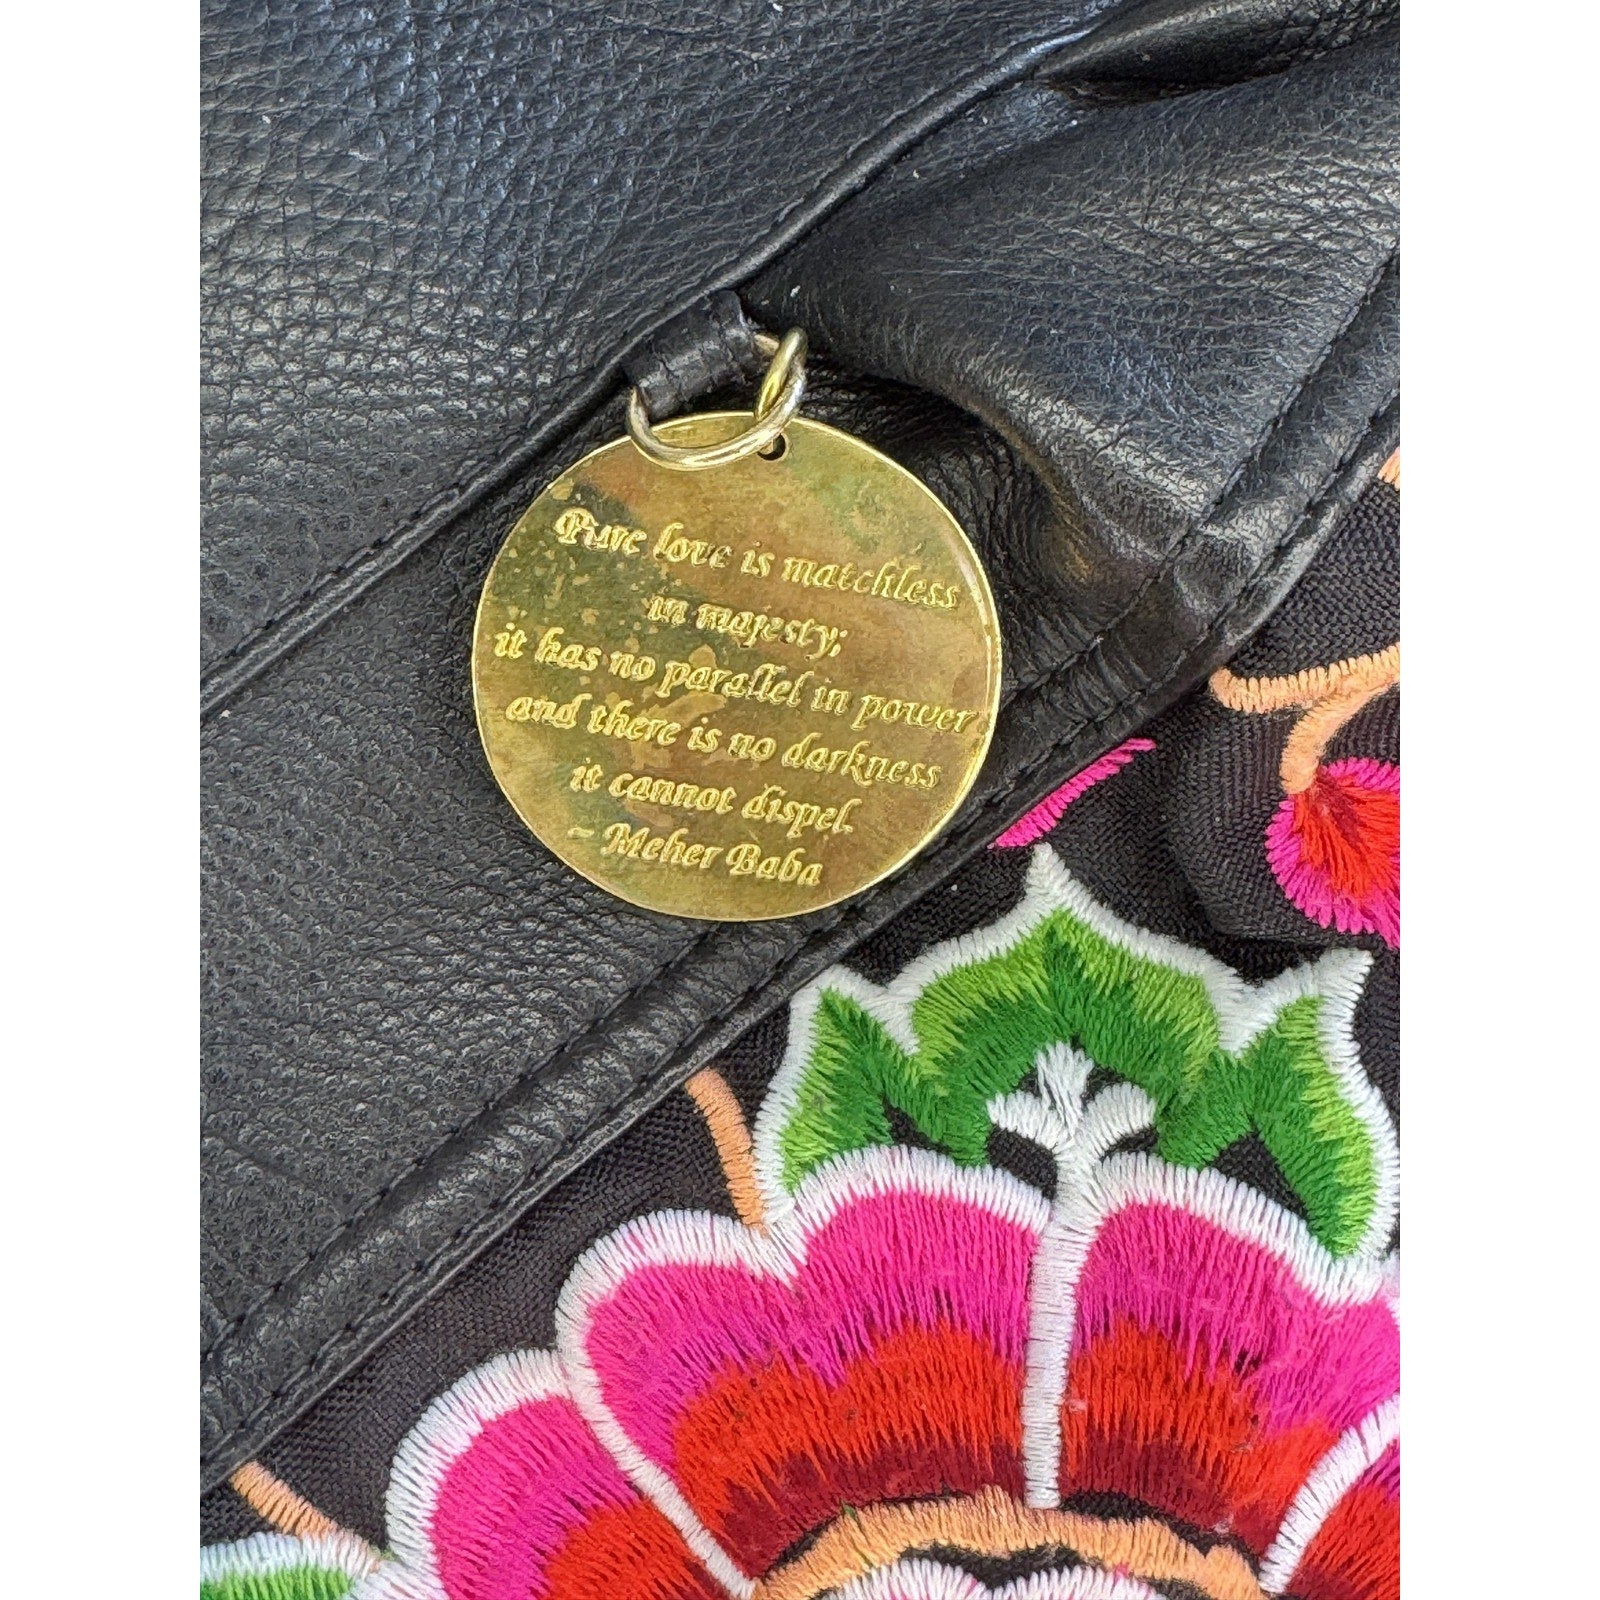 Pure love is matchless
in majesty;
it has no parallel in power
and there is no darkness
it cannot dispel.
~ Meher Baba